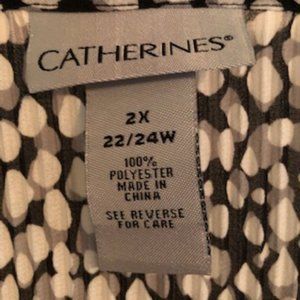 CATHERINES®
2X
22/24W
100%
POLYESTER
MADE IN
CHINA
SEE REVERSE
FOR CARE